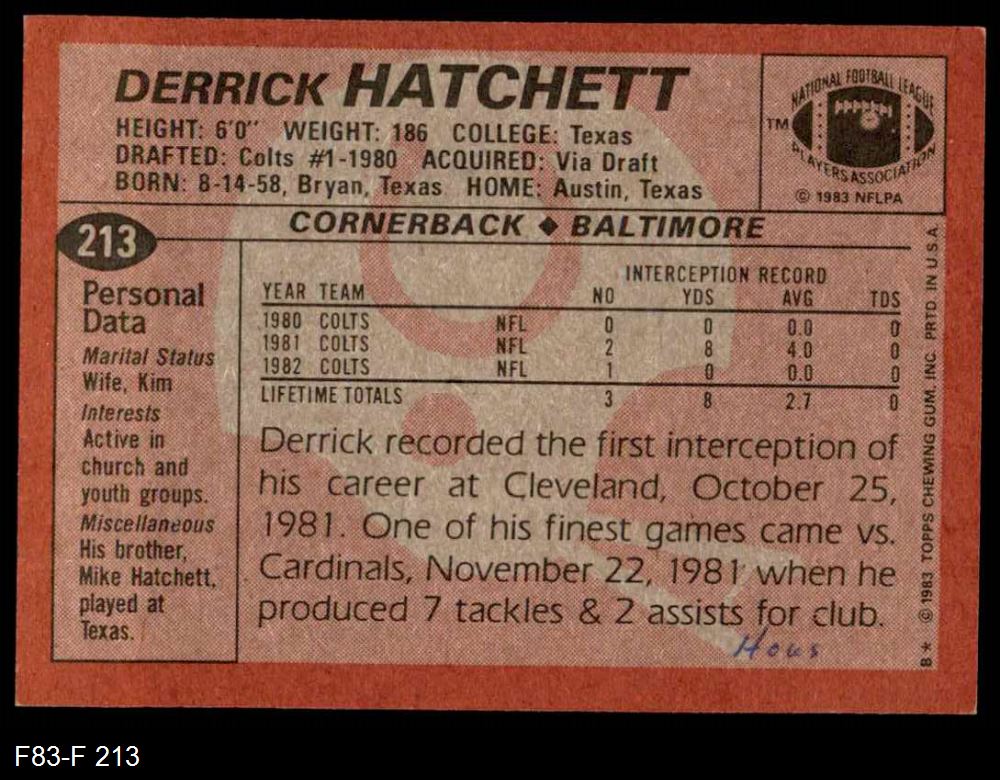 DERRICK HATCHETT
HEIGHT: 6'0" WEIGHT: 186 COLLEGE: Texas
DRAFTED: Colts #1-1980 ACQUIRED: Via Draft
BORN: 8-14-58, Bryan, Texas HOME: Austin, Texas
NATIONAL FOOTBALL LEAGUE
TM
PLAYERS
PLAYERS ASSOCIATION
© 1983 NFLPA
213
CORNERBACK ◆ BALTIMORE
Personal
Data
Marital Status
Wife, Kim
Interests
Active in
church and
youth groups.
Miscellaneous
His brother,
Mike Hatchett,
played at
Texas.
INTERCEPTION RECORD
YEAR TEAM NO YDS AVG TDS
1980 COLTS NFL 0 0 0.0 0
1981 COLTS NFL 2 8 4.0 0
1982 COLTS NFL 1 0 0.0 0
LIFETIME TOTALS 3 8 2.7 0
Derrick recorded the first interception of
his career at Cleveland, October 25,
1981. One of his finest games came vs.
Cardinals, November 22, 1981 when he
produced 7 tackles & 2 assists for club.
Hous
B* © 1983 TOPPS CHEWING GUM, INC. PRTD. IN U.S.A.
F83-F 213